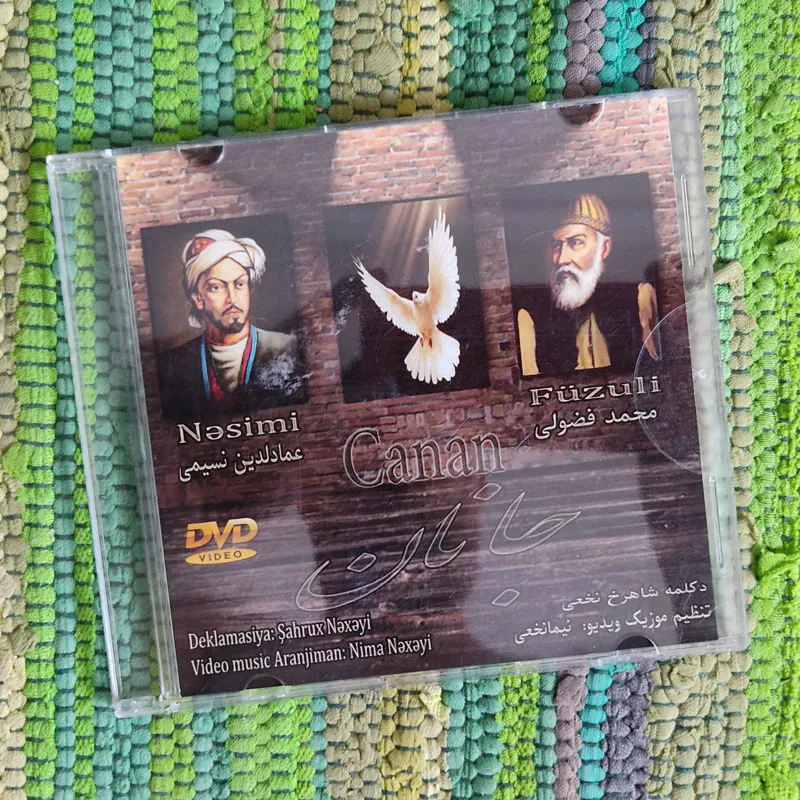 Nəsimi
عمادلدین نسیمی
Füzuli
محمد فضولی
Canan
جانان
DVD
VIDEO
Deklamasiya: Şahrux Nəxəyi
Video music Aranjiman: Nima Nəxəyi
دکلمه شاهرخ نخعی
تنظیم موزیک ویدیو: نیمانخعی